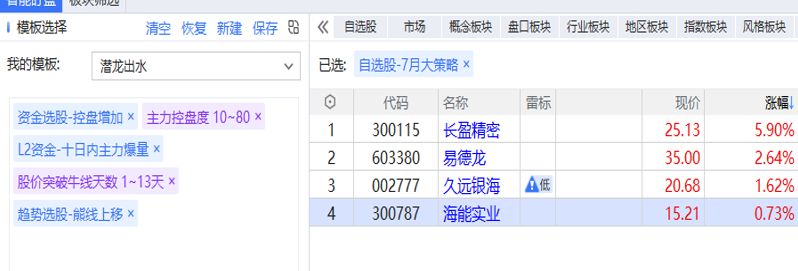 智能盯盘 板块筛选
模板选择 清空 恢复 新建 保存
我的模板: 潜龙出水
资金选股-控盘增加 × 主力控盘度 10~80 ×
L2资金-十日内主力爆量 ×
股价突破牛线天数 1~13天 ×
趋势选股-能线上移 ×
自选股 市场 概念板块 盘口板块 行业板块 地区板块 指数板块 风格板块
已选: 自选股-7月大策略 ×
代码 名称 雷标 现价 涨幅↓
1 300115 长盈精密 25.13 5.90%
2 603380 易德龙 35.00 2.64%
3 002777 久远银海 低 20.68 1.62%
4 300787 海能实业 15.21 0.73%